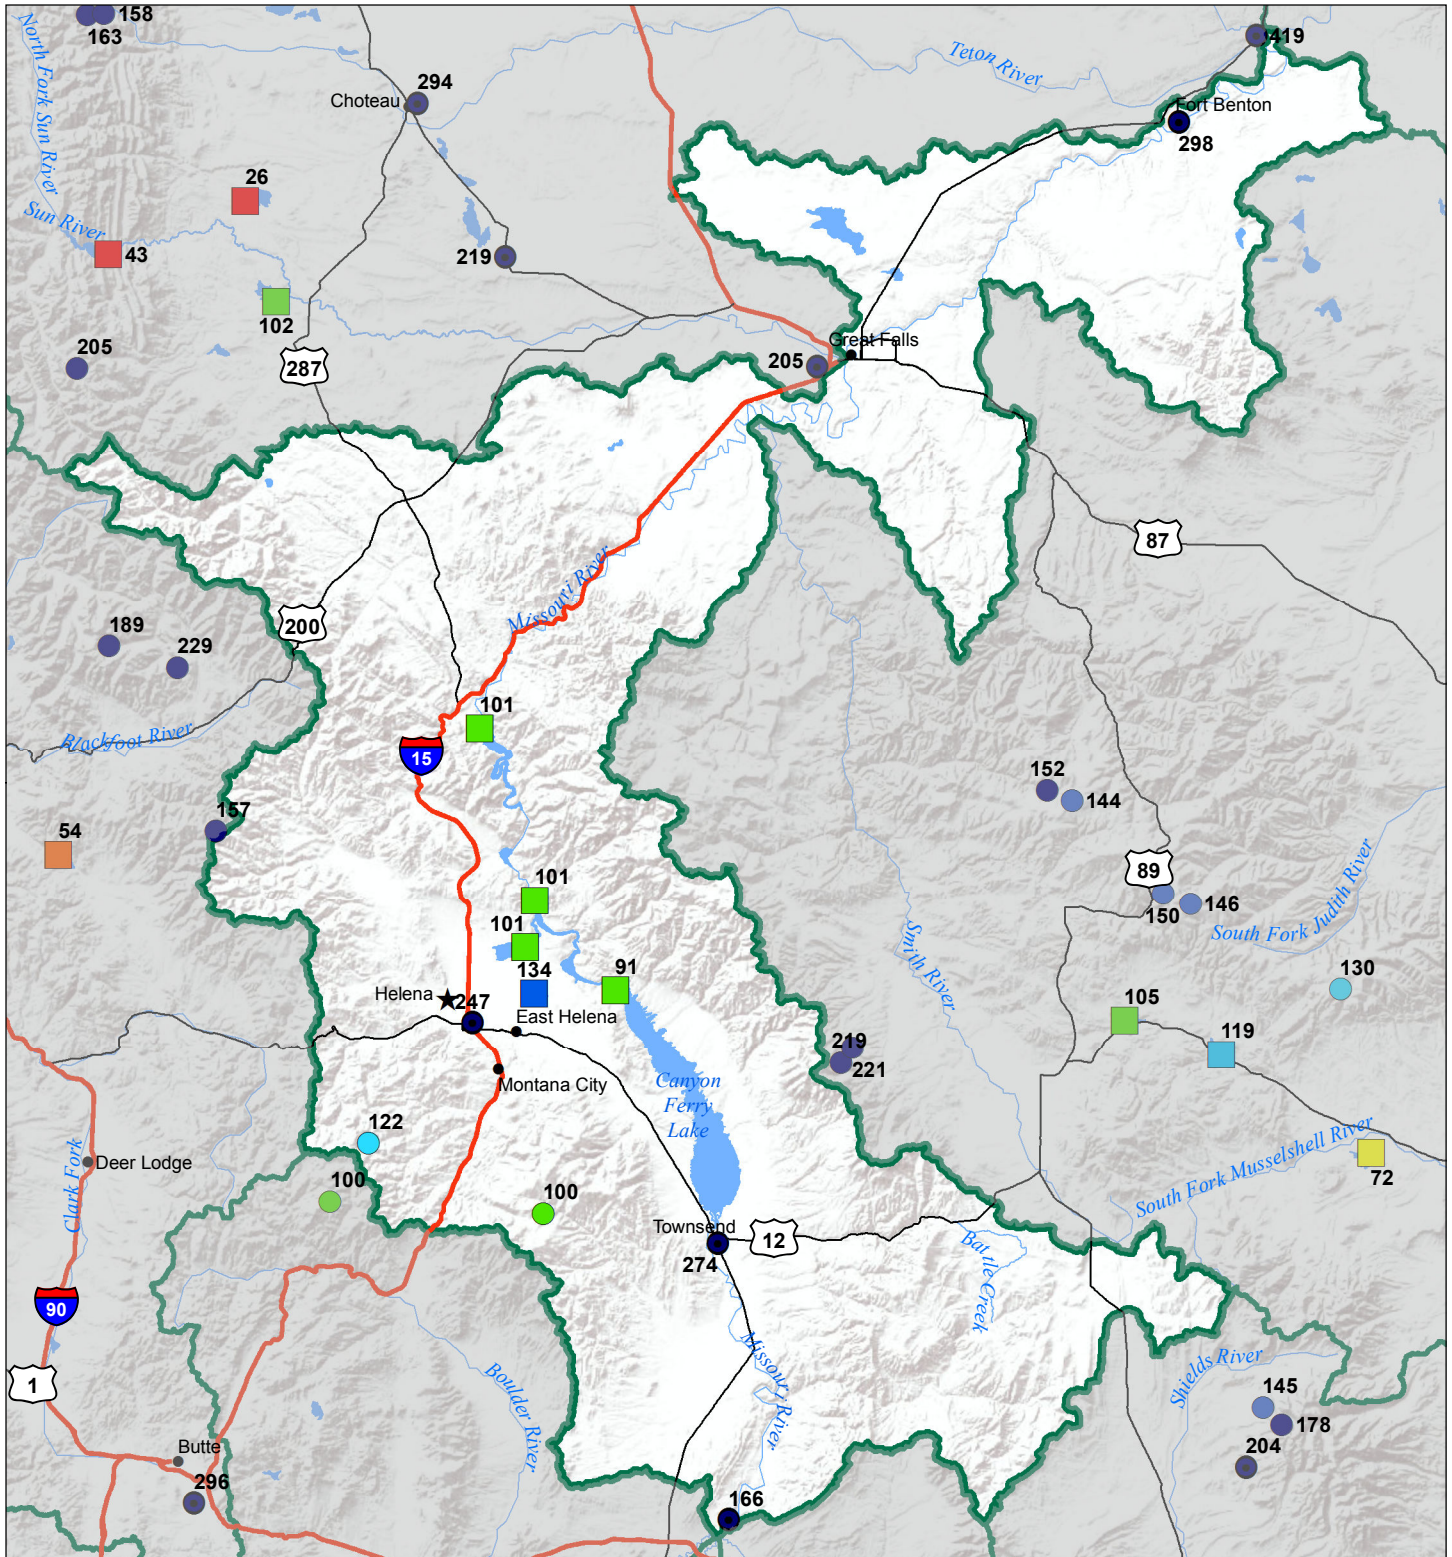 158
163
North Fork Sun River
Teton River
419
294
Choteau
Fort Benton
298
26
Sun River
43
219
102
205
287
Great Falls
205
87
Missouri River
200
189
229
101
Blackfoot River
15
152
144
157
54
89
101
150
146
South Fork Judith River
101
Smith River
134
91
130
Helena
247
East Helena
105
119
219
221
Montana City
Canyon
Ferry
Lake
122
South Fork Musselshell River
72
Deer Lodge
Clark Fork
100
100
Townsend
12
274
Battle Creek
90
Missouri River
Shields River
1
Boulder River
145
178
204
Butte
296
166